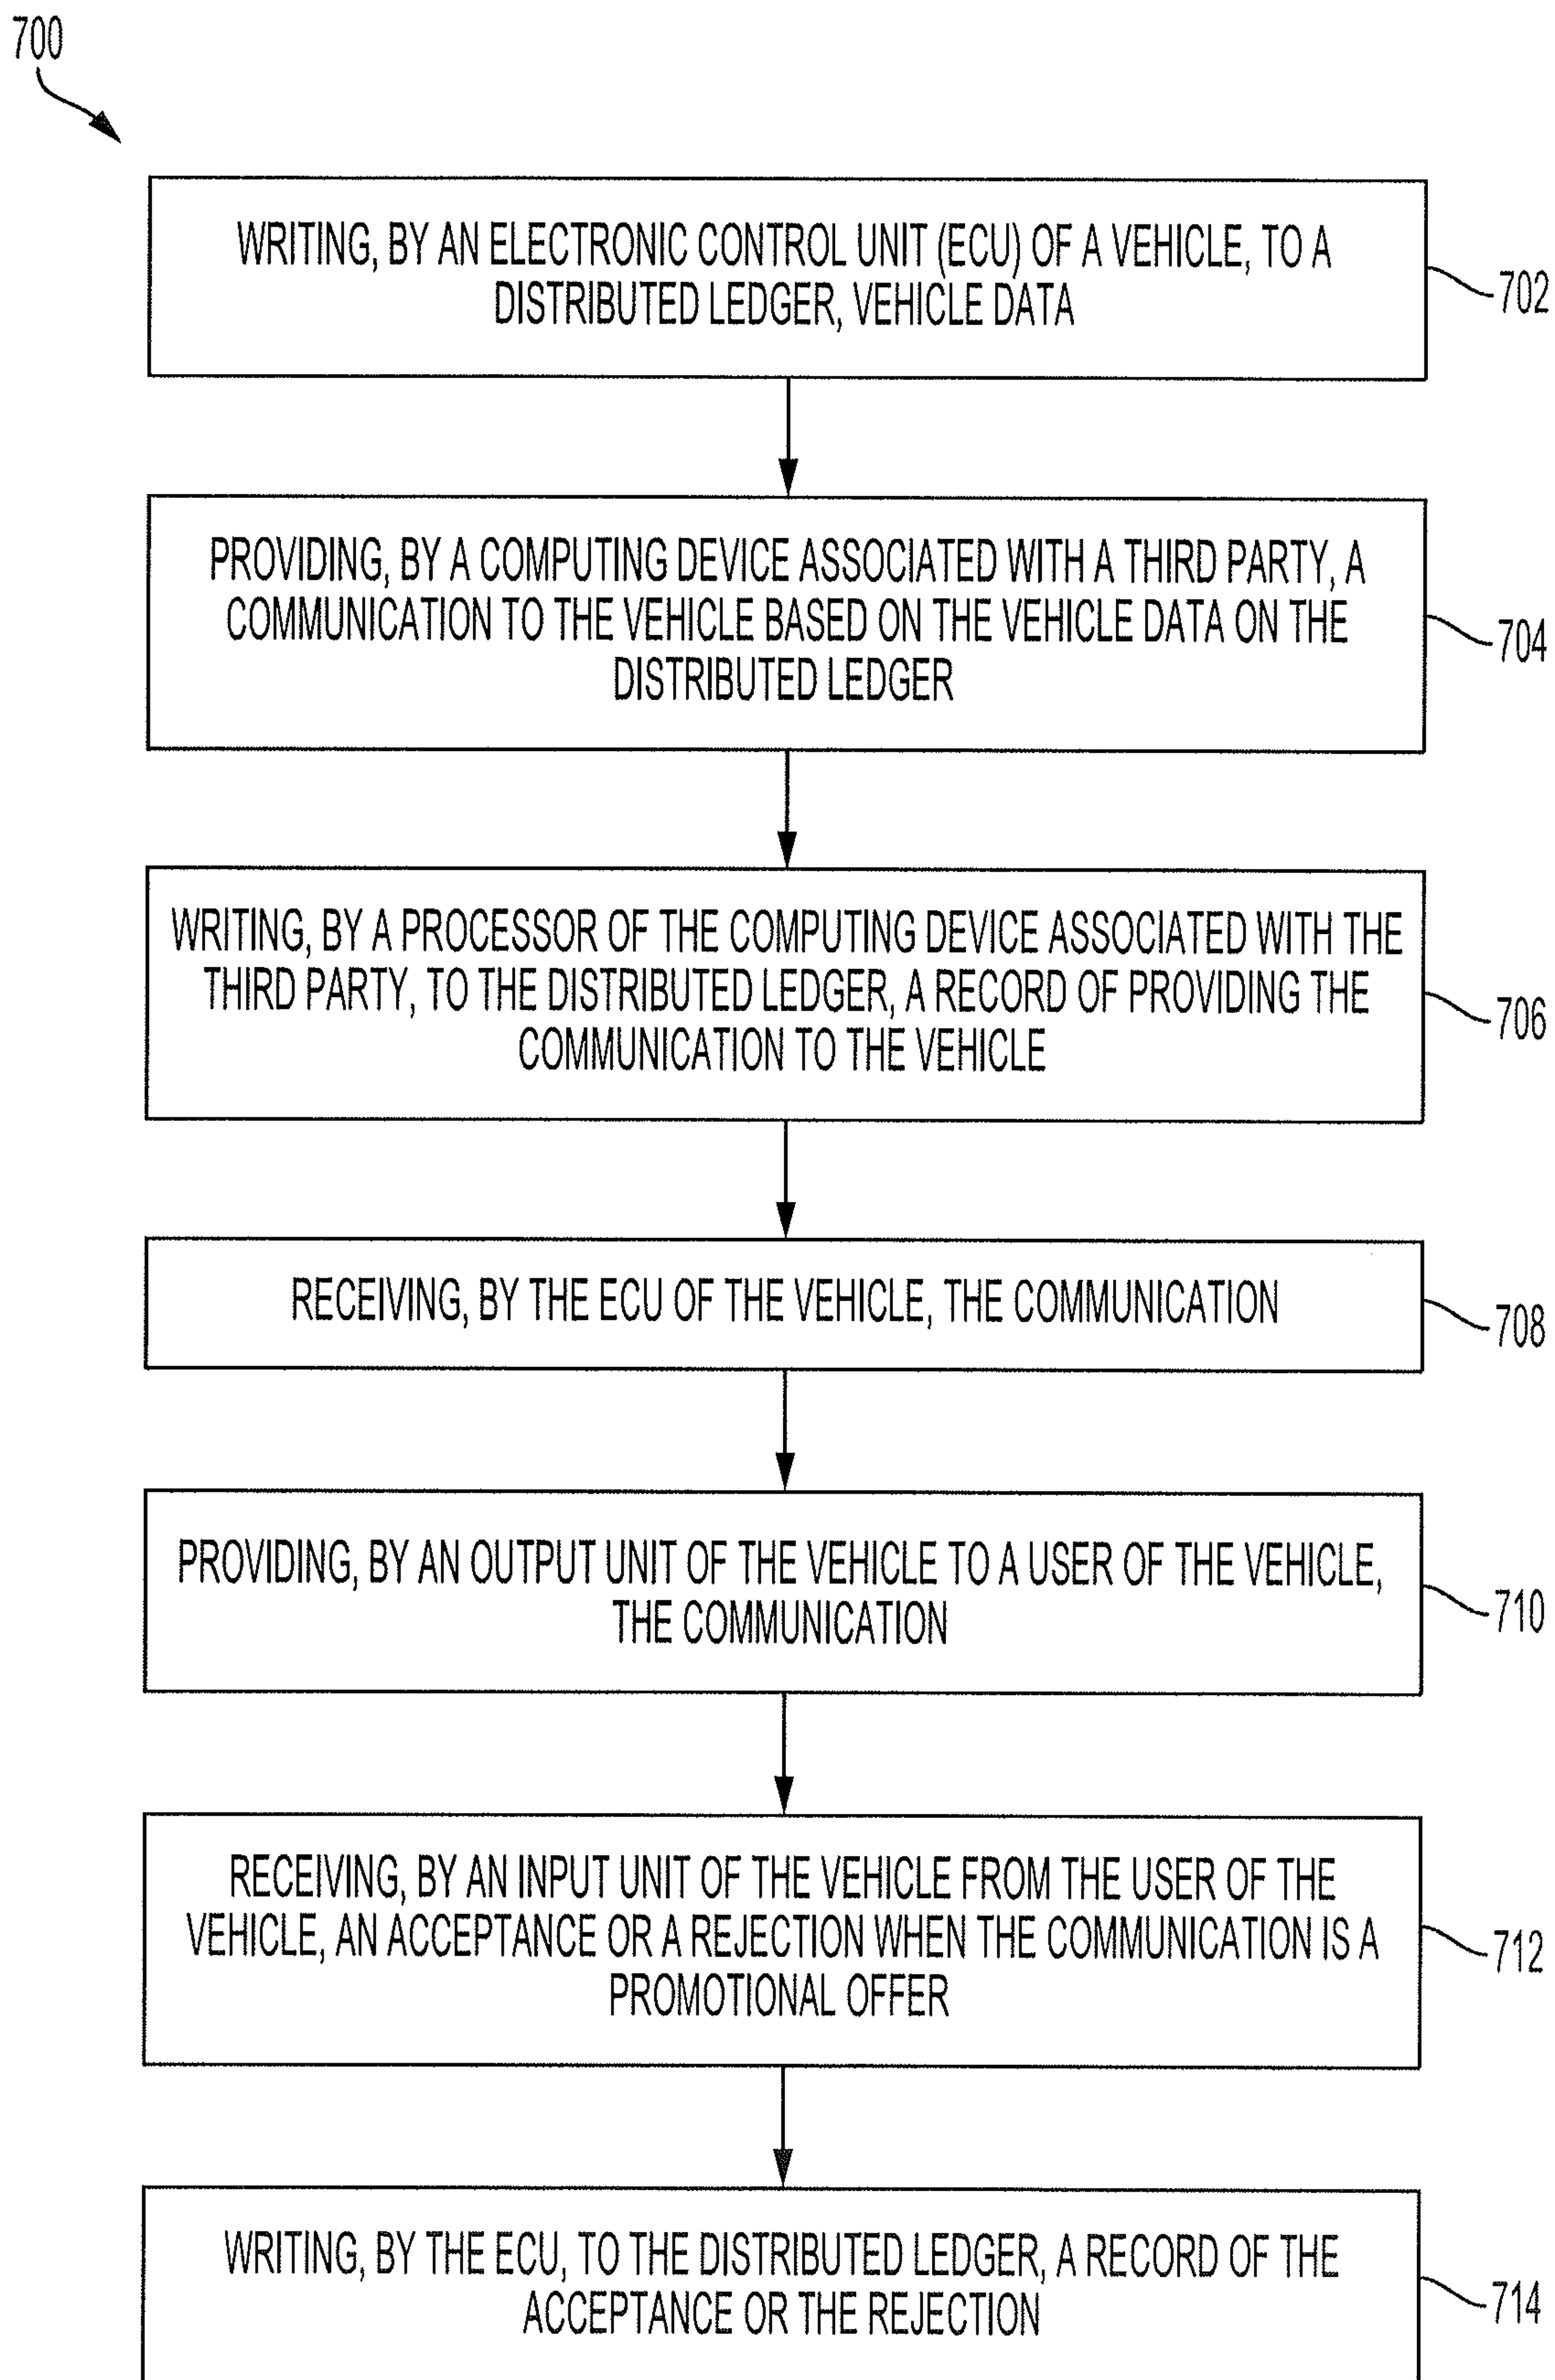 700
WRITING, BY AN ELECTRONIC CONTROL UNIT (ECU) OF A VEHICLE, TO A
DISTRIBUTED LEDGER, VEHICLE DATA
702
PROVIDING, BY A COMPUTING DEVICE ASSOCIATED WITH A THIRD PARTY, A
COMMUNICATION TO THE VEHICLE BASED ON THE VEHICLE DATA ON THE
DISTRIBUTED LEDGER
704
WRITING, BY A PROCESSOR OF THE COMPUTING DEVICE ASSOCIATED WITH THE
THIRD PARTY, TO THE DISTRIBUTED LEDGER, A RECORD OF PROVIDING THE
COMMUNICATION TO THE VEHICLE
706
RECEIVING, BY THE ECU OF THE VEHICLE, THE COMMUNICATION
708
PROVIDING, BY AN OUTPUT UNIT OF THE VEHICLE TO A USER OF THE VEHICLE,
THE COMMUNICATION
710
RECEIVING, BY AN INPUT UNIT OF THE VEHICLE FROM THE USER OF THE
VEHICLE, AN ACCEPTANCE OR A REJECTION WHEN THE COMMUNICATION IS A
PROMOTIONAL OFFER
712
WRITING, BY THE ECU, TO THE DISTRIBUTED LEDGER, A RECORD OF THE
ACCEPTANCE OR THE REJECTION
714